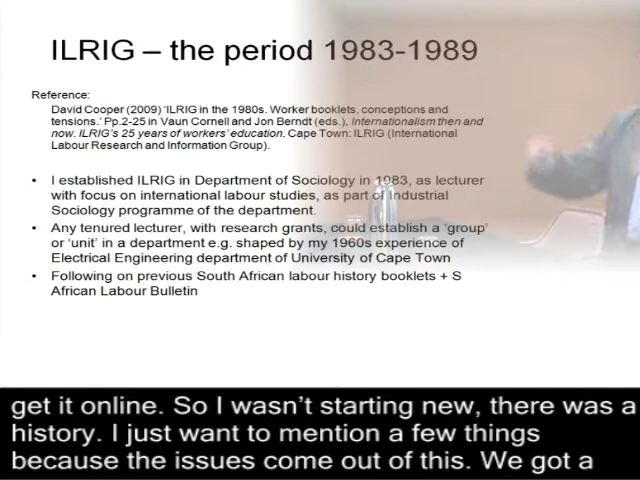 ILRIG – the period 1983-1989
Reference:
David Cooper (2009) 'ILRIG in the 1980s. Worker booklets, conceptions and
tensions.' Pp.2-25 in Vaun Cornell and Jon Berndt (eds.), Internationalism then and
now. ILRIG's 25 years of workers' education. Cape Town: ILRIG (International
Labour Research and Information Group).
• I established ILRIG in Department of Sociology in 1983, as lecturer
with focus on international labour studies, as part of Industrial
Sociology programme of the department.
• Any tenured lecturer, with research grants, could establish a 'group'
or 'unit' in a department e.g. shaped by my 1960s experience of
Electrical Engineering department of University of Cape Town
• Following on previous South African labour history booklets + S
African Labour Bulletin
get it online. So I wasn't starting new, there was a
history. I just want to mention a few things
because the issues come out of this. We got a